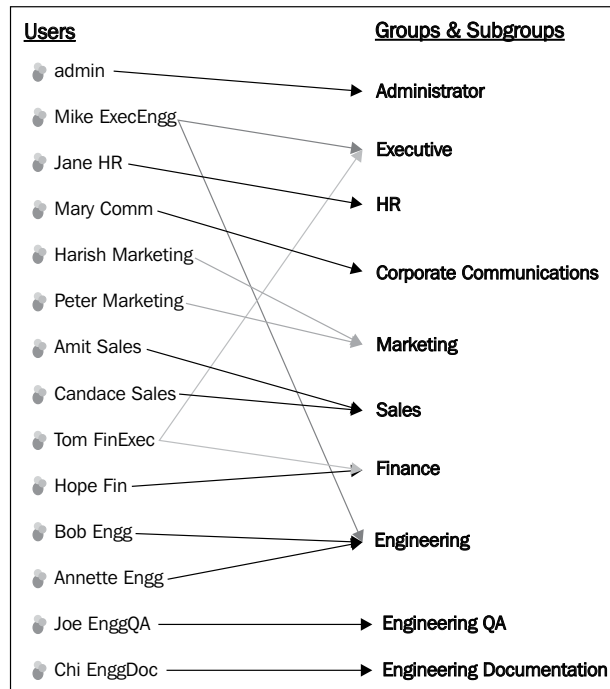 Users
Groups & Subgroups
admin
Administrator
Mike ExecEngg
Executive
Jane HR
HR
Mary Comm
Corporate Communications
Harish Marketing
Peter Marketing
Marketing
Amit Sales
Candace Sales
Sales
Tom FinExec
Finance
Hope Fin
Bob Engg
Engineering
Annette Engg
Joe EnggQA
Engineering QA
Chi EnggDoc
Engineering Documentation